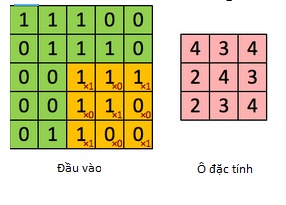 1 1 1 0 0
0 1 1 1 0
0 0 1×1 1×0 1×1
0 0 1×0 1×1 0×0
0 1 1×1 0×0 0×1
4 3 4
2 4 3
2 3 4
Đầu vào
Ô đặc tính